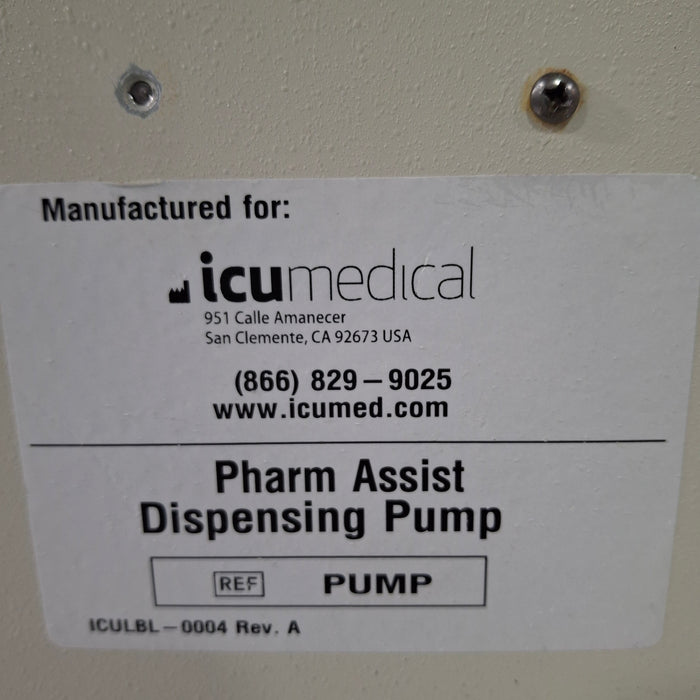 Manufactured for:
icumedical
951 Calle Amanecer
San Clemente, CA 92673 USA
(866) 829-9025
www.icumed.com
Pharm Assist
Dispensing Pump
REF PUMP
ICULBL-0004 Rev. A